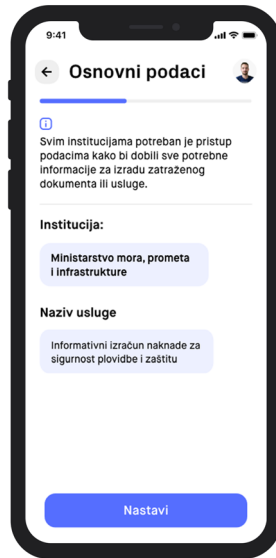 9:41
Osnovni podaci
Svim institucijama potreban je pristup
podacima kako bi dobili sve potrebne
informacije za izradu zatraženog
dokumenta ili usluge.
Institucija:
Ministarstvo mora, prometa
i infrastrukture
Naziv usluge
Informativni izračun naknade za
sigurnost plovidbe i zaštitu
Nastavi